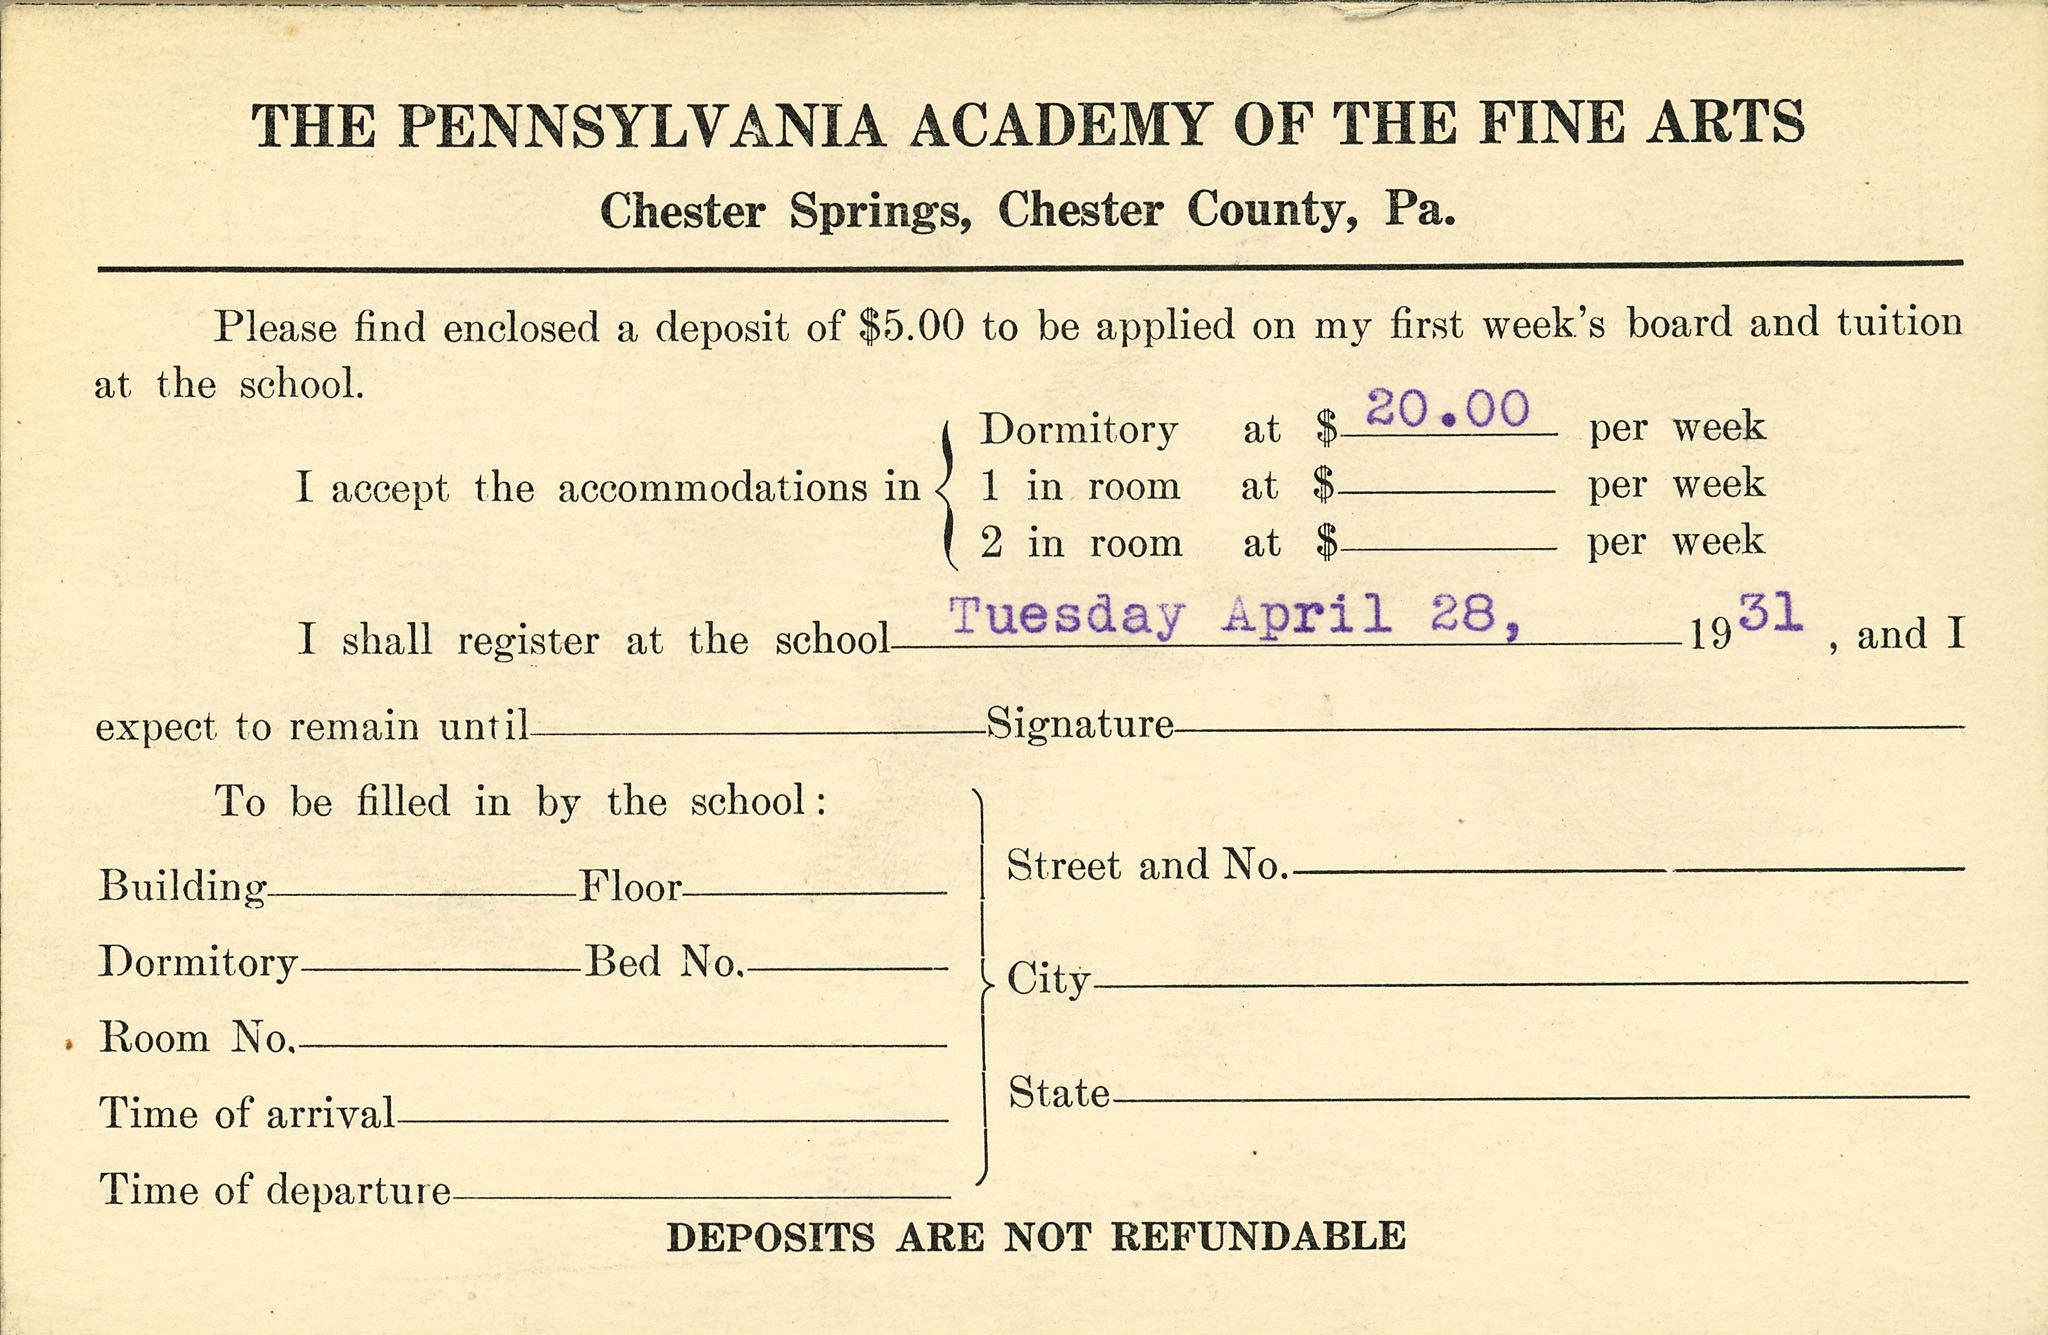 THE PENNSYLVANIA ACADEMY OF THE FINE ARTS
Chester Springs, Chester County, Pa.
Please find enclosed a deposit of $5.00 to be applied on my first week's board and tuition
at the school.
Dormitory at $ 20.00 per week
I accept the accommodations in 1 in room at $ per week
2 in room at $ per week
I shall register at the school Tuesday April 28, 1931, and I
expect to remain until Signature
To be filled in by the school:
Building Floor
Dormitory Bed No.
Room No.
Time of arrival
Time of departure
Street and No.
City
State
DEPOSITS ARE NOT REFUNDABLE